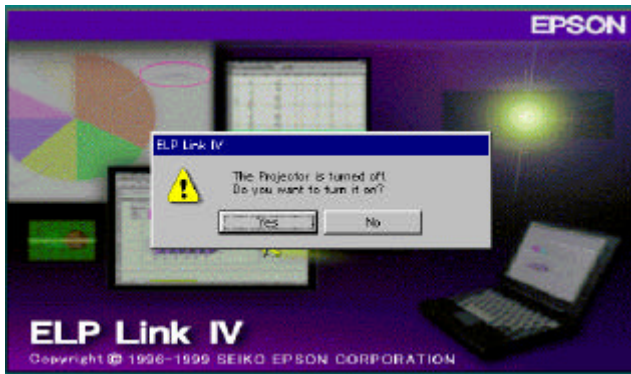 EPSON
ELP Link IV
The Projector is turned off.
Do you want to turn it on?
Yes
No
ELP Link IV
Copyright © 1996-1999 SEIKO EPSON CORPORATION